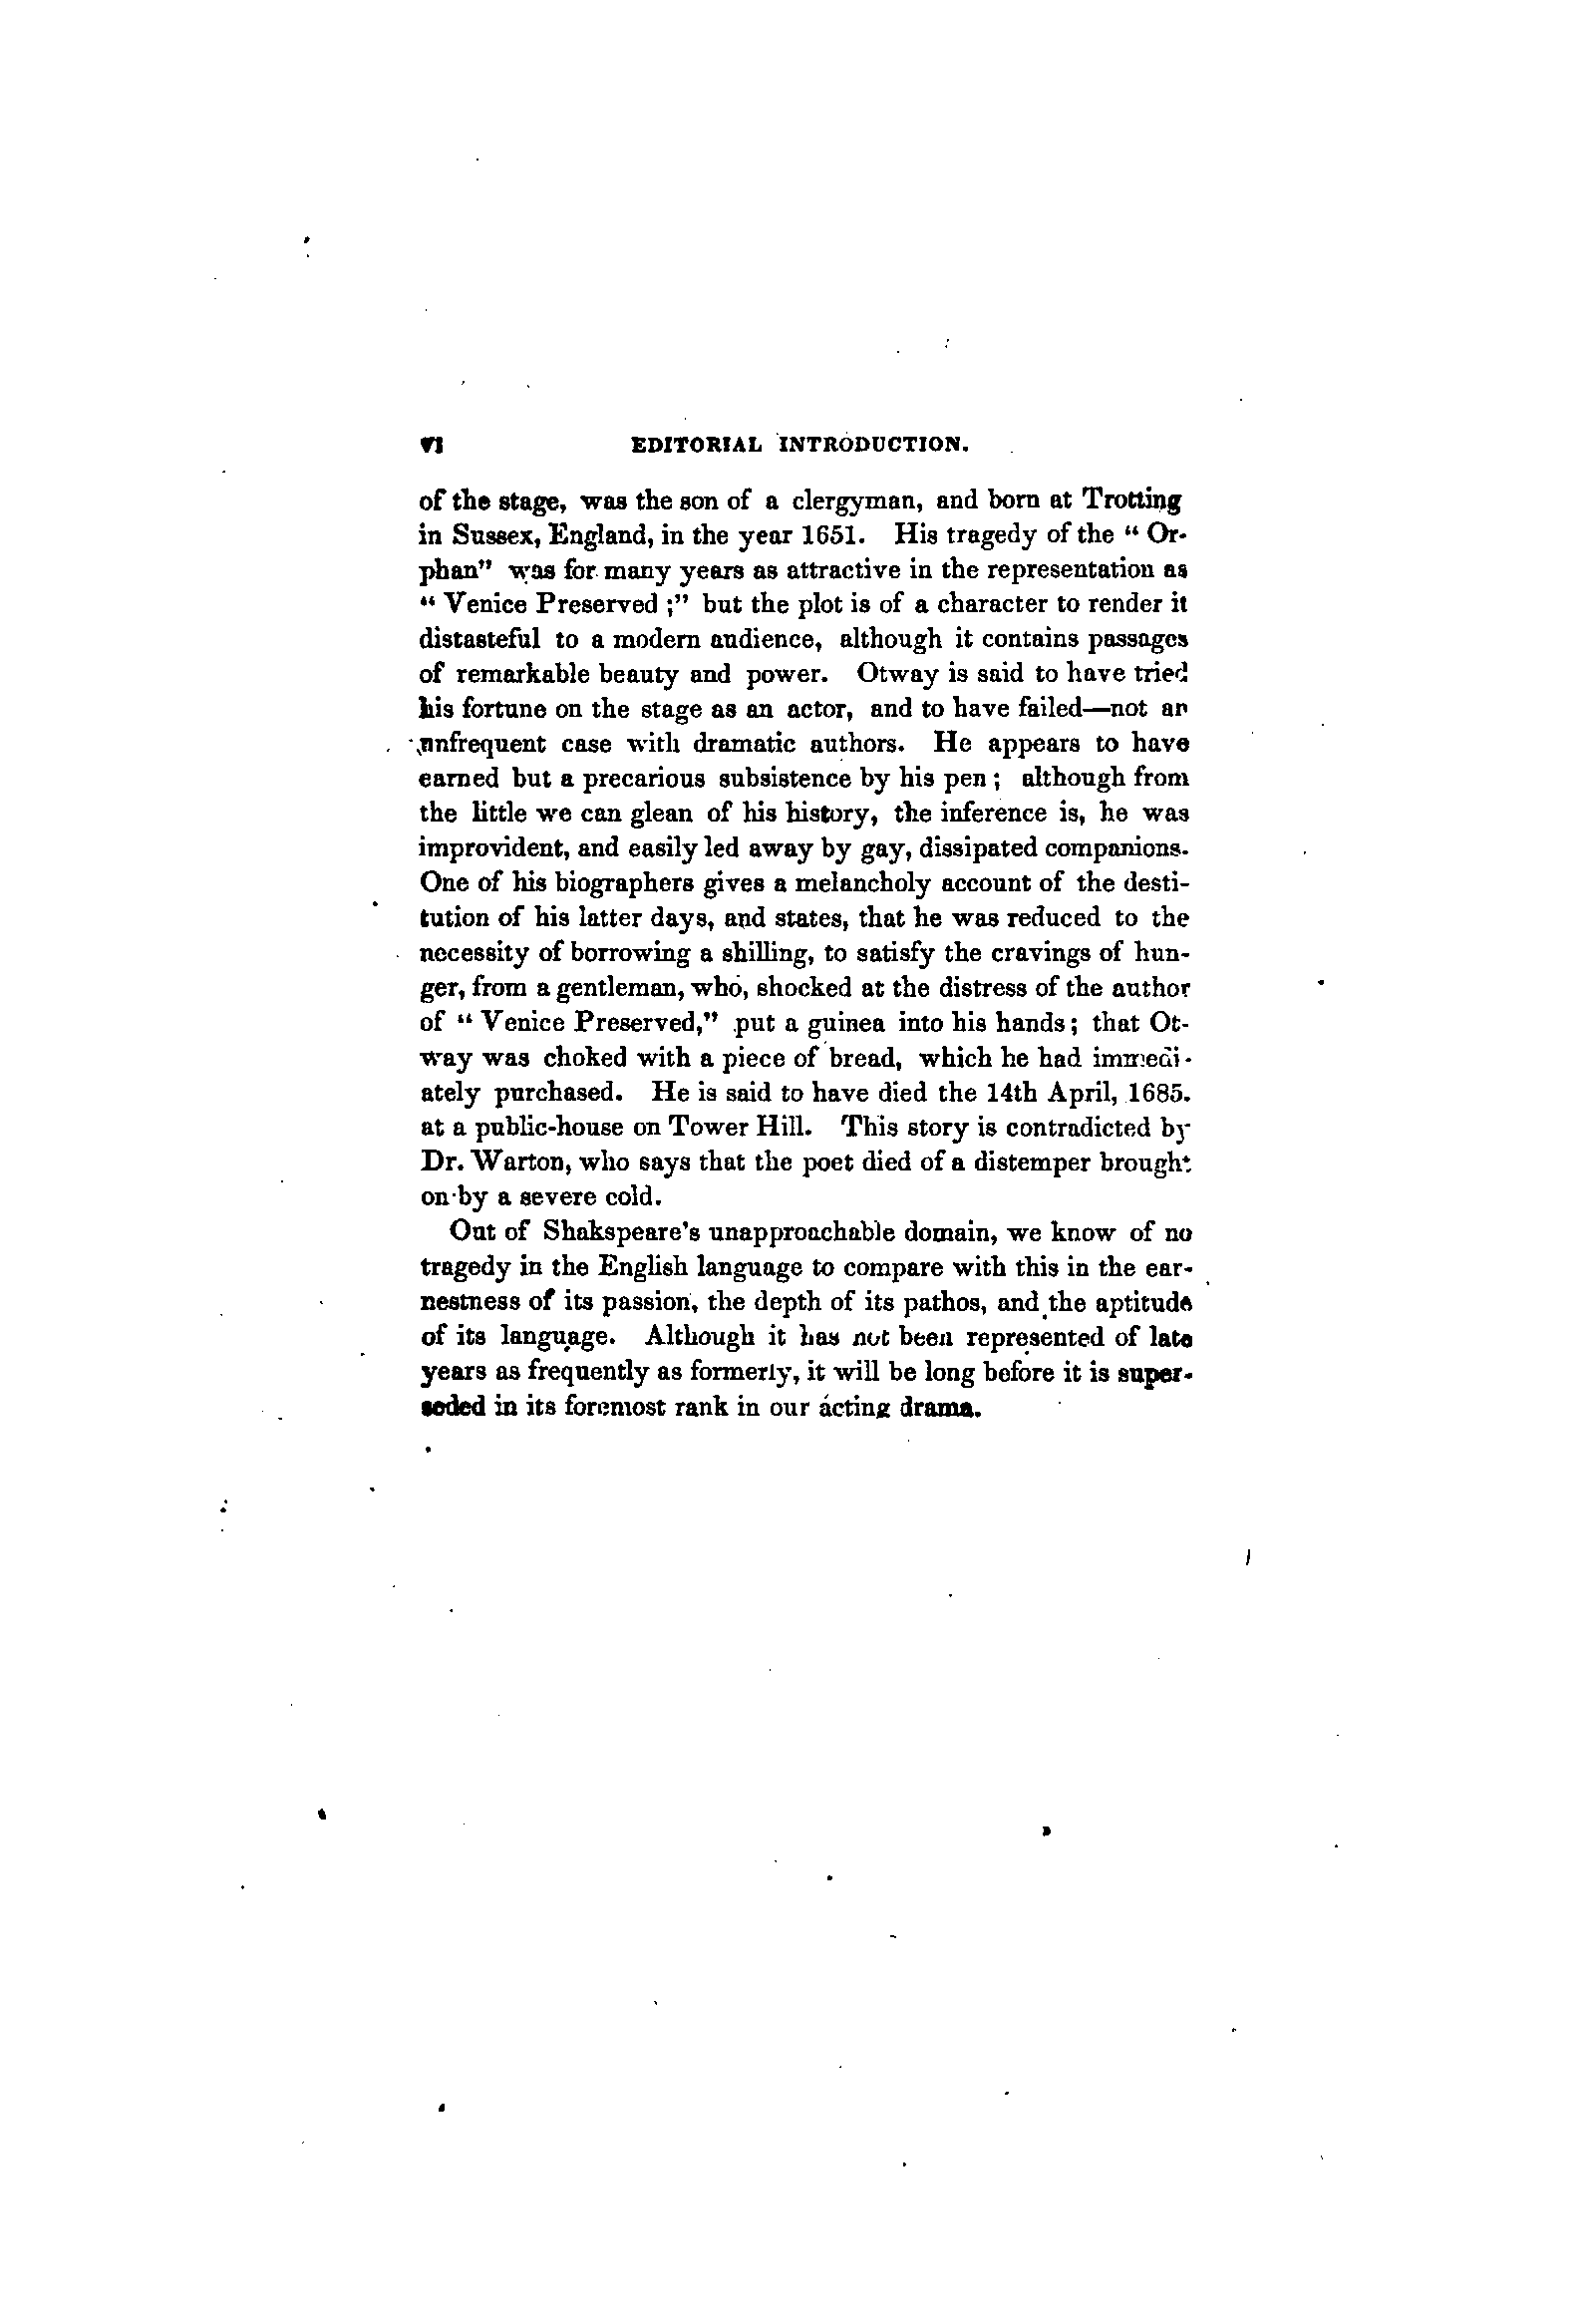 VI EDITORIAL INTRODUCTION.
of the stage, was the son of a clergyman, and born at Trotting
in Sussex, England, in the year 1651. His tragedy of the “ Or-
phan” was for many years as attractive in the representation as
“ Venice Preserved ;” but the plot is of a character to render it
distasteful to a modern audience, although it contains passages
of remarkable beauty and power. Otway is said to have tried
his fortune on the stage as an actor, and to have failed—not an
unfrequent case with dramatic authors. He appears to have
earned but a precarious subsistence by his pen ; although from
the little we can glean of his history, the inference is, he was
improvident, and easily led away by gay, dissipated companions.
One of his biographers gives a melancholy account of the desti-
tution of his latter days, and states, that he was reduced to the
necessity of borrowing a shilling, to satisfy the cravings of hun-
ger, from a gentleman, who, shocked at the distress of the author
of “ Venice Preserved,” put a guinea into his hands ; that Ot-
way was choked with a piece of bread, which he had immedi-
ately purchased. He is said to have died the 14th April, 1685.
at a public-house on Tower Hill. This story is contradicted by
Dr. Warton, who says that the poet died of a distemper brought
on by a severe cold.
Out of Shakspeare's unapproachable domain, we know of no
tragedy in the English language to compare with this in the ear-
nestness of its passion, the depth of its pathos, and the aptitude
of its language. Although it has not been represented of late
years as frequently as formerly, it will be long before it is super-
seded in its foremost rank in our acting drama.